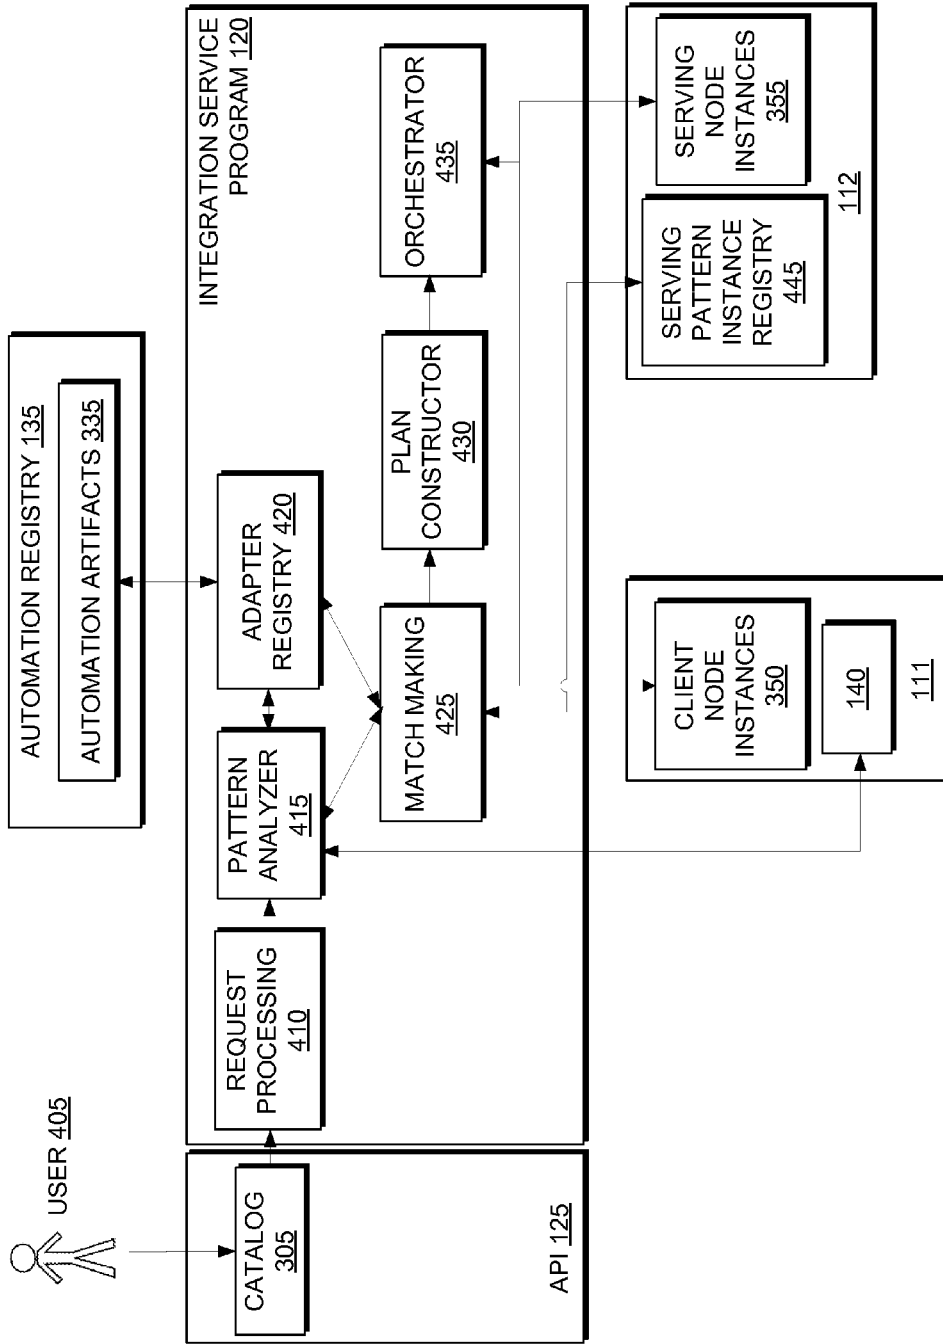 USER 405
AUTOMATION REGISTRY 135
AUTOMATION ARTIFACTS 335
INTEGRATION SERVICE
PROGRAM 120
CATALOG
305
API 125
REQUEST
PROCESSING
410
PATTERN
ANALYZER
415
ADAPTER
REGISTRY 420
MATCH MAKING
425
PLAN
CONSTRUCTOR
430
ORCHESTRATOR
435
CLIENT
NODE
INSTANCES
350
140
111
SERVING
PATTERN
INSTANCE
REGISTRY
445
SERVING
NODE
INSTANCES
355
112